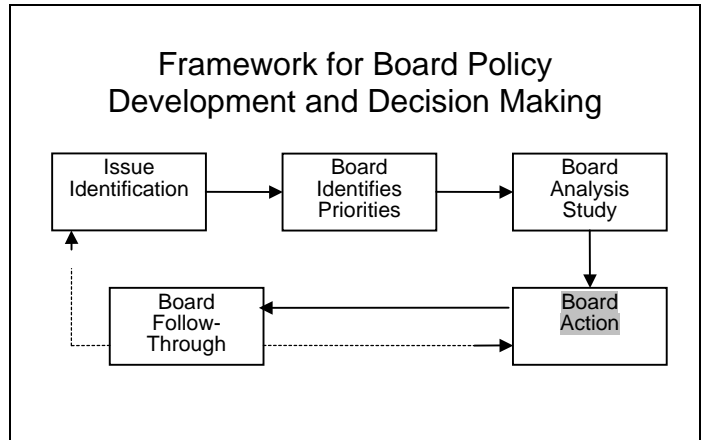 Framework for Board Policy
Development and Decision Making
Issue
Identification
Board
Identifies
Priorities
Board
Analysis
Study
Board
Follow-
Through
Board
Action